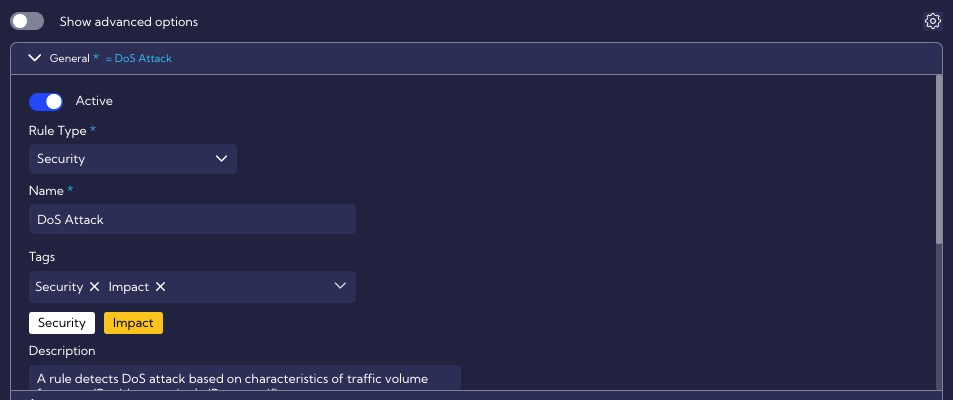 Show advanced options
General * = DoS Attack
Active
Rule Type *
Security
Name *
DoS Attack
Tags
Security Impact
Security Impact
Description
A rule detects DoS attack based on characteristics of traffic volume